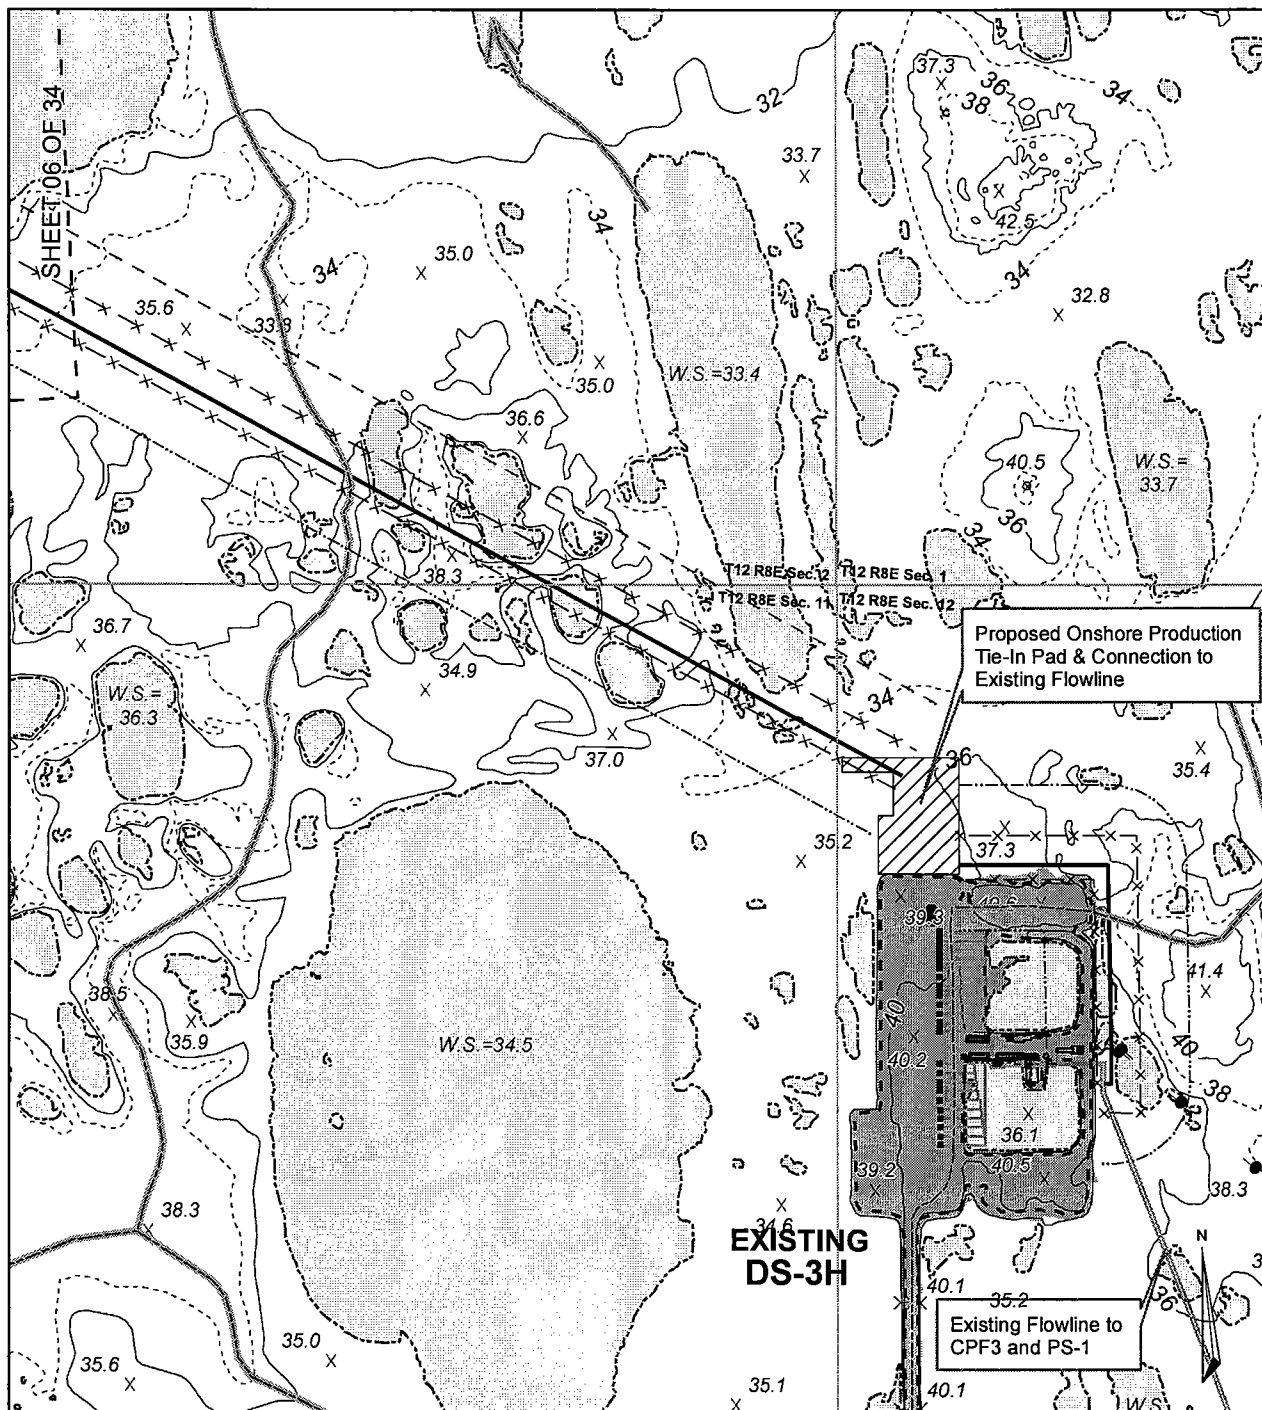 SHEET 06 OF 34
32
37.3
36
38
34
33.7
42.5
34
34
35.0
34
32.8
35.6
33.8
35.0
W.S.=33.4
36.6
40.5
W.S.=
33.7
36
34
38.3
T12 R8E Sec. 2
T12 R8E Sec. 1
T12 R8E Sec. 11
T12 R8E Sec. 12
36.7
Proposed Onshore Production
Tie-In Pad & Connection to
Existing Flowline
34.9
W.S.=
36.3
34
37.0
36
35.4
35.2
37.3
39.3
40.6
38.5
41.4
35.9
40
W.S.=34.5
40.2
40
38
36.1
39.2
40.5
38.3
38.3
34.6
EXISTING
DS-3H
N
40.1
35.2
36
Existing Flowline to
CPF3 and PS-1
35.0
35.6
35.1
40.1
W.S.